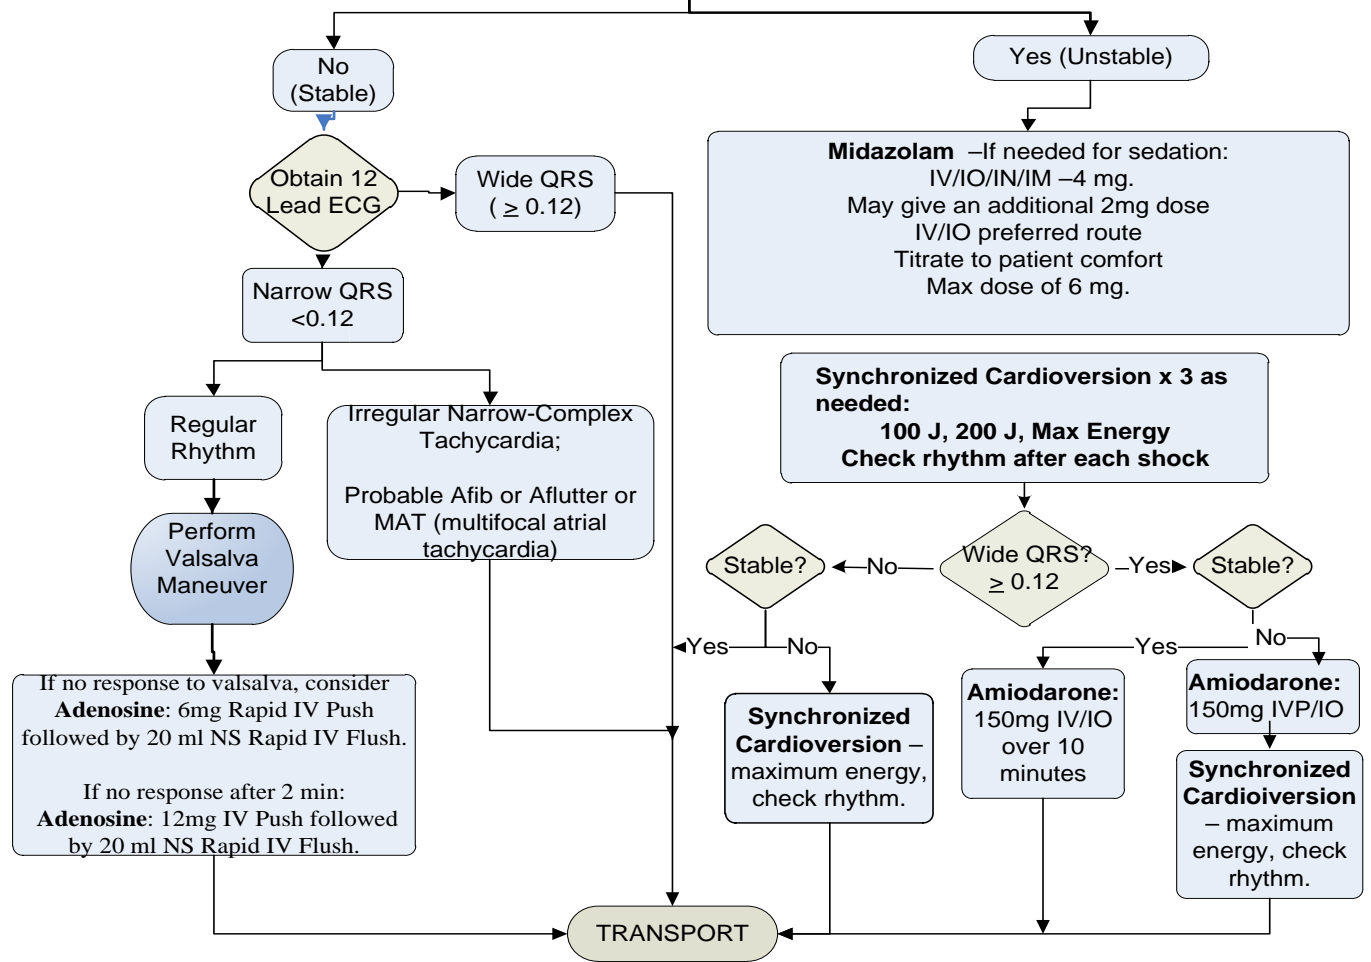 No
(Stable)
Yes (Unstable)
Obtain 12
Lead ECG
Wide QRS
( ≥ 0.12)
Midazolam –If needed for sedation:
IV/IO/IN/IM –4 mg.
May give an additional 2mg dose
IV/IO preferred route
Titrate to patient comfort
Max dose of 6 mg.
Narrow QRS
<0.12
Regular
Rhythm
Irregular Narrow-Complex
Tachycardia;
Probable Afib or Aflutter or
MAT (multifocal atrial
tachycardia)
Perform
Valsalva
Maneuver
If no response to valsalva, consider
Adenosine: 6mg Rapid IV Push
followed by 20 ml NS Rapid IV Flush.
If no response after 2 min:
Adenosine: 12mg IV Push followed
by 20 ml NS Rapid IV Flush.
Synchronized Cardioversion x 3 as
needed:
100 J, 200 J, Max Energy
Check rhythm after each shock
Stable?
No
Wide QRS?
≥ 0.12
Yes
Stable?
Yes
No
Yes
No
Synchronized
Cardioversion –
maximum energy,
check rhythm.
Amiodarone:
150mg IV/IO
over 10
minutes
Amiodarone:
150mg IVP/IO
Synchronized
Cardioiversion
– maximum
energy, check
rhythm.
TRANSPORT